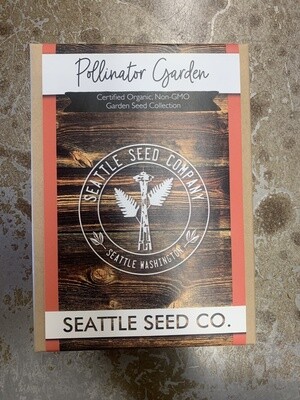 Pollinator Garden
Certified Organic, Non-GMO
Garden Seed Collection
SEATTLE SEED COMPANY
SEATTLE WASHINGTON
SEATTLE SEED CO.